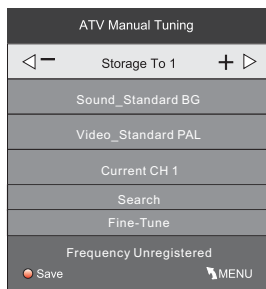 ATV Manual Tuning
Storage To 1
Sound_Standard BG
Video_Standard PAL
Current CH 1
Search
Fine-Tune
Frequency Unregistered
Save MENU